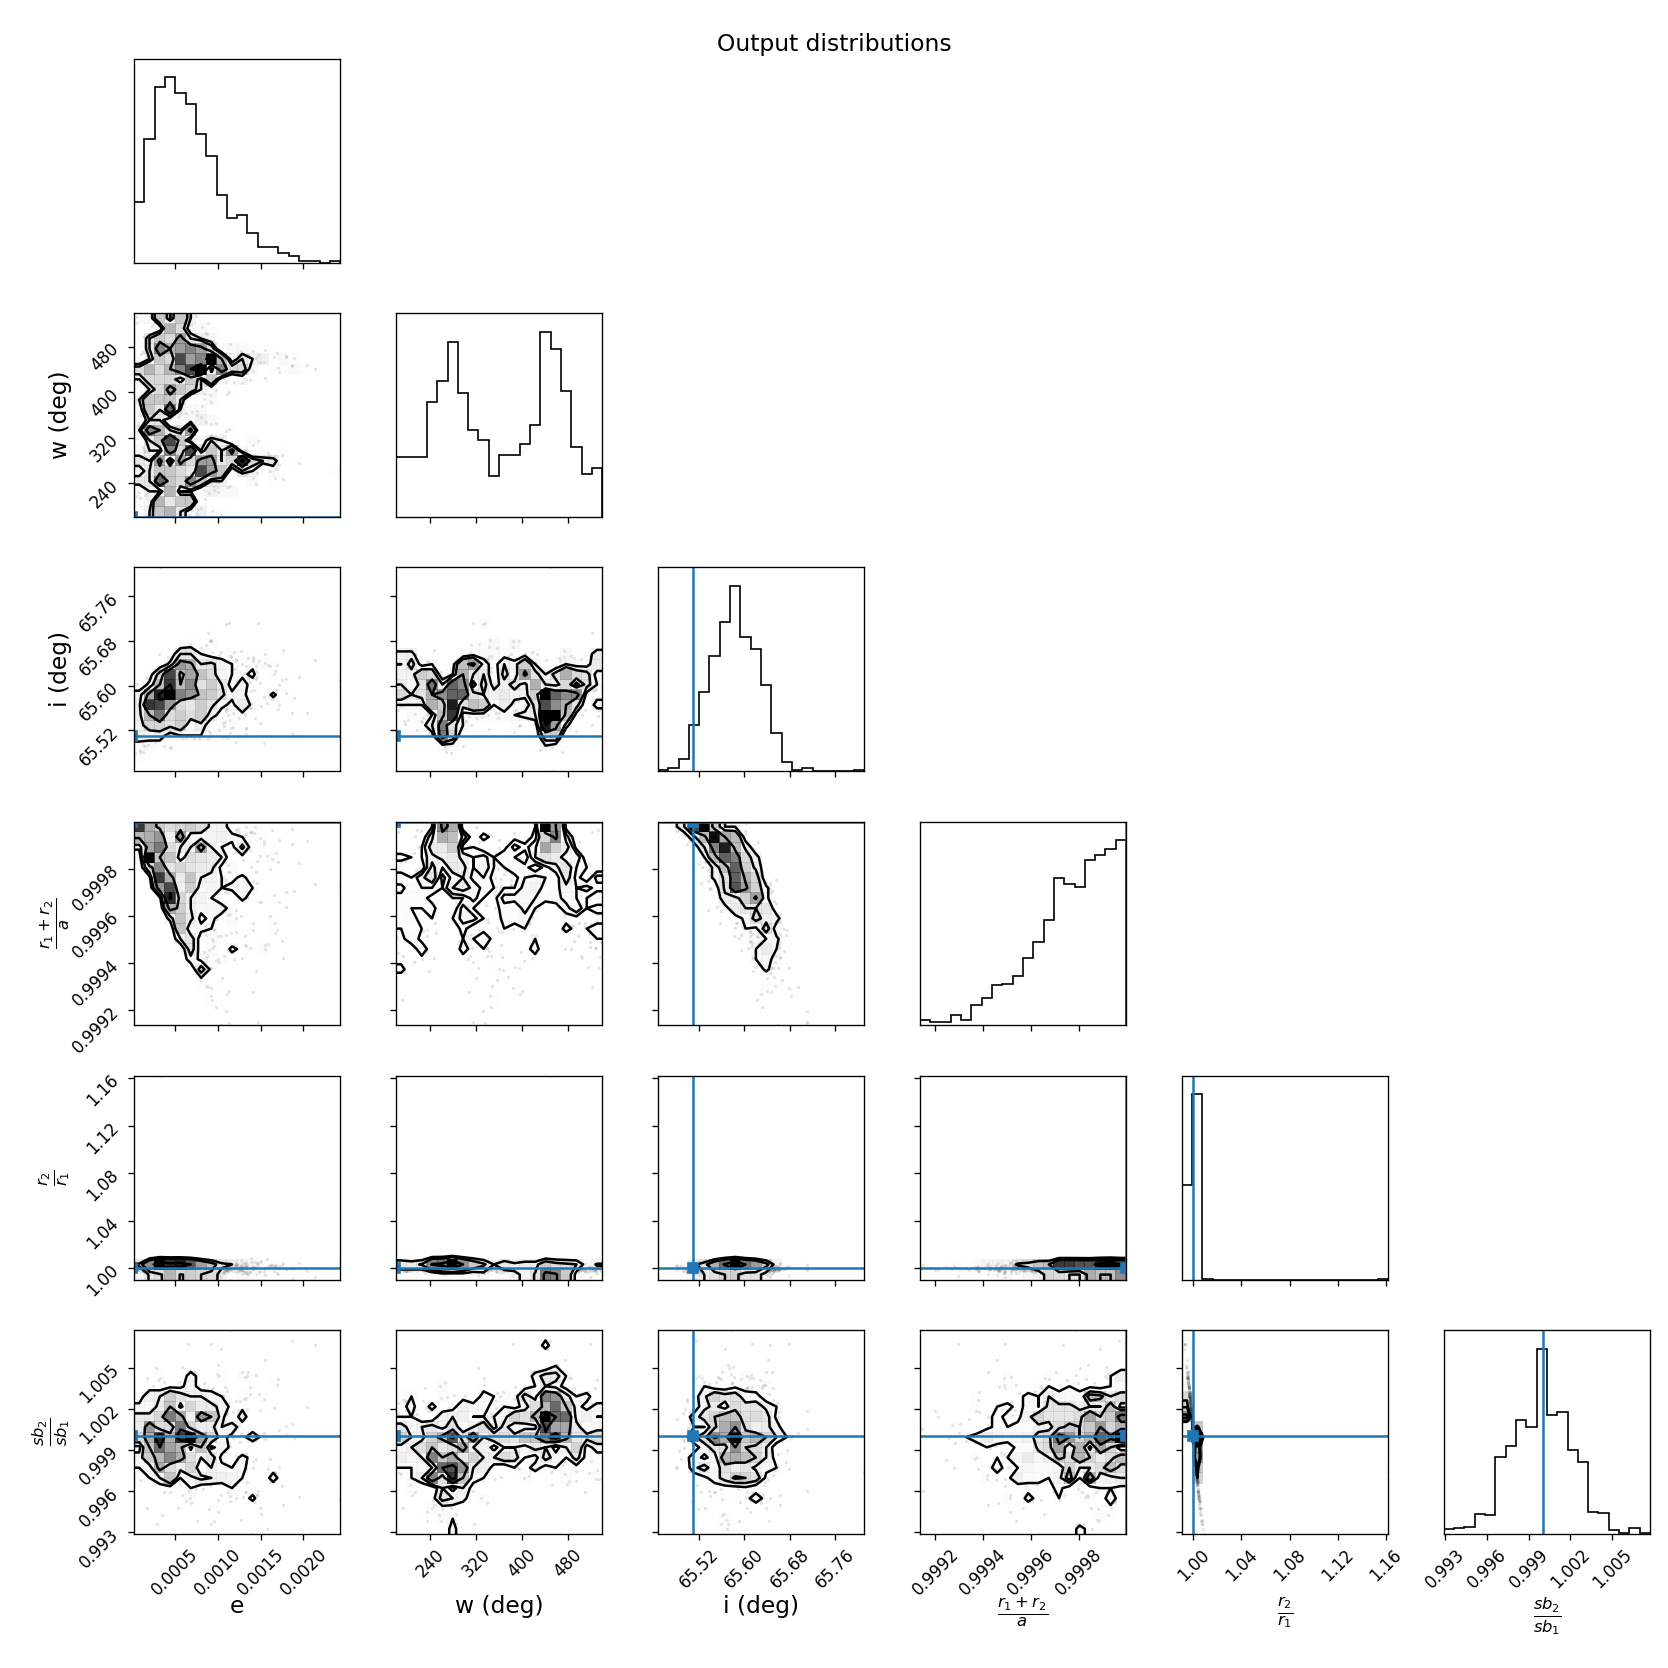 Output distributions
w (deg)
480
400
320
240
i (deg)
65.76
65.68
65.60
65.52
r₁ + r₂
a
0.9998
0.9996
0.9994
0.9992
r₂
r₁
1.16
1.12
1.08
1.04
1.00
sb₂
sb₁
1.005
1.002
0.999
0.996
0.993
0.0005 0.0010 0.0015 0.0020 240 320 400 480 65.52 65.60 65.68 65.76 0.9992 0.9994 0.9996 0.9998 1.00 1.04 1.08 1.12 1.16 0.993 0.996 0.999 1.002 1.005
e w (deg) i (deg) r₁ + r₂ r₂ sb₂
a r₁ sb₁